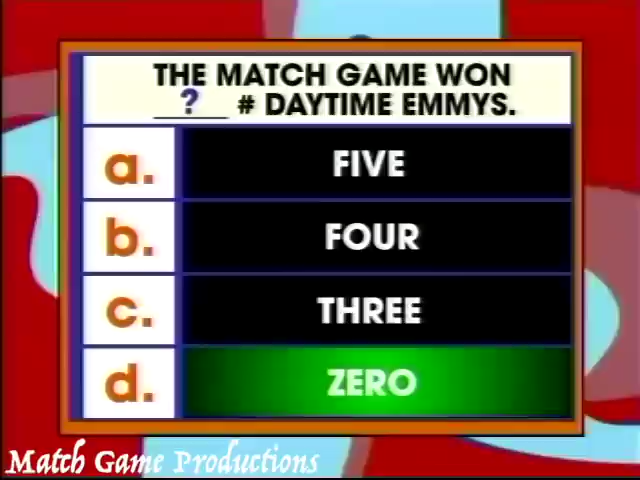 THE MATCH GAME WON
? # DAYTIME EMMYS.
a. FIVE
b. FOUR
c. THREE
d. ZERO
Match Game Productions